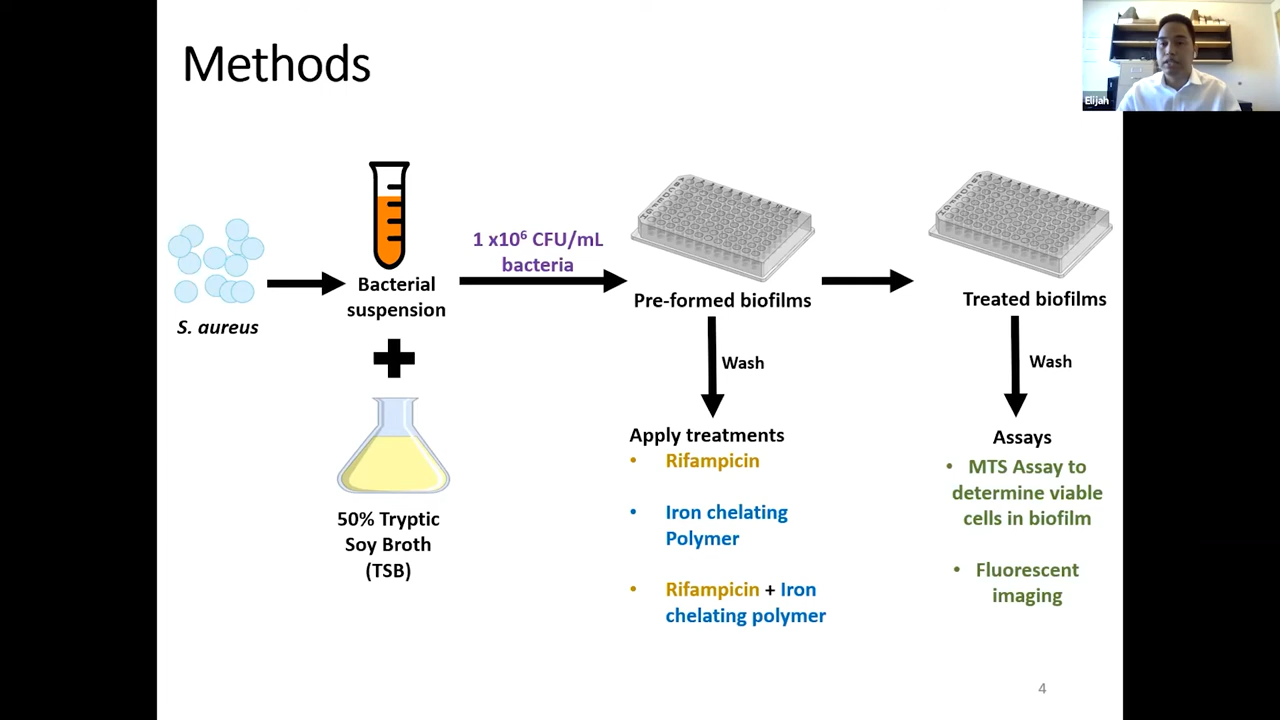 Methods
Elijah
S. aureus
Bacterial
suspension
50% Tryptic
Soy Broth
(TSB)
1 x10⁶ CFU/mL
bacteria
Pre-formed biofilms
Wash
Apply treatments
• Rifampicin
• Iron chelating
Polymer
• Rifampicin + Iron
chelating polymer
Treated biofilms
Wash
Assays
• MTS Assay to
determine viable
cells in biofilm
• Fluorescent
imaging
4